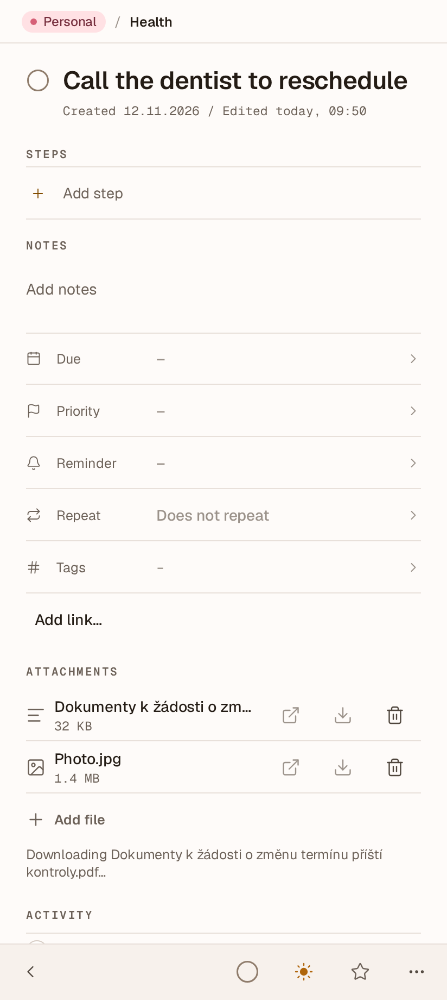 Personal / Health
Call the dentist to reschedule
Created 12.11.2026 / Edited today, 09:50
STEPS
+ Add step
NOTES
Add notes
Due –
Priority –
Reminder –
Repeat Does not repeat
Tags –
Add link…
ATTACHMENTS
Dokumenty k žádosti o zm…
32 KB
Photo.jpg
1.4 MB
+ Add file
Downloading Dokumenty k žádosti o změnu termínu příští
kontroly.pdf…
ACTIVITY